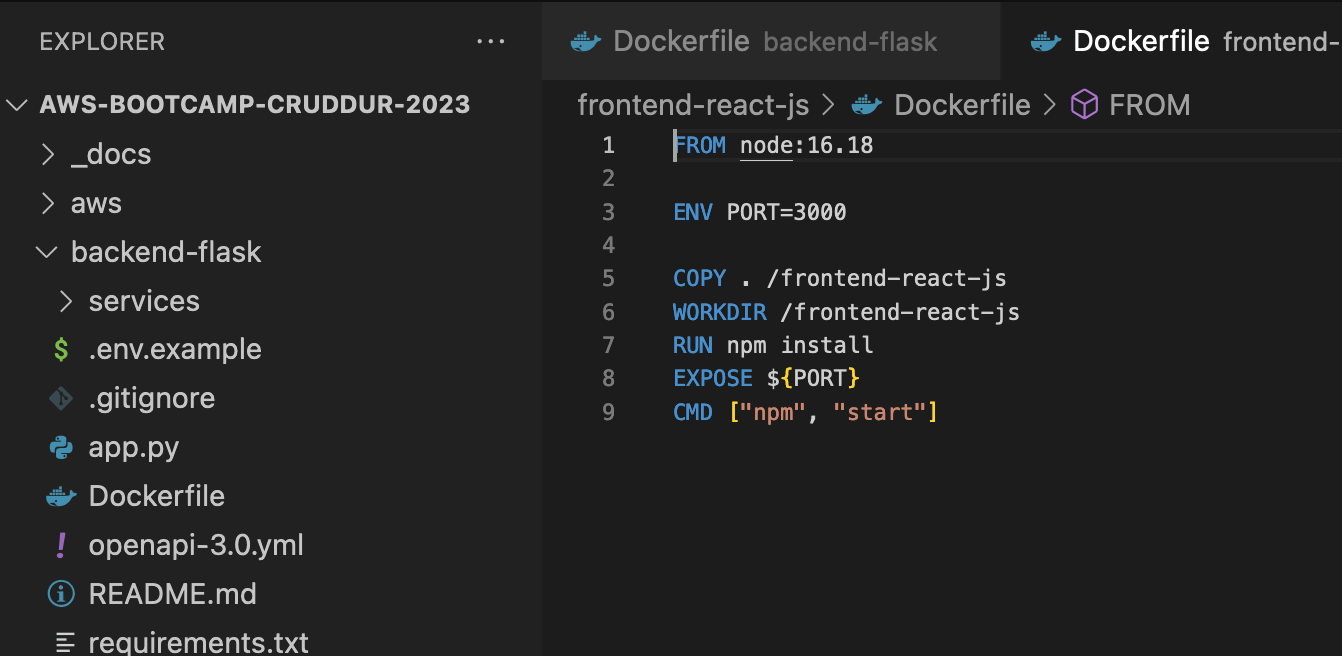 EXPLORER
AWS-BOOTCAMP-CRUDDUR-2023
_docs
aws
backend-flask
services
.env.example
.gitignore
app.py
Dockerfile
openapi-3.0.yml
README.md
requirements.txt
Dockerfile backend-flask
Dockerfile frontend-
frontend-react-js > Dockerfile > FROM
1 FROM node:16.18
2
3 ENV PORT=3000
4
5 COPY . /frontend-react-js
6 WORKDIR /frontend-react-js
7 RUN npm install
8 EXPOSE ${PORT}
9 CMD ["npm", "start"]